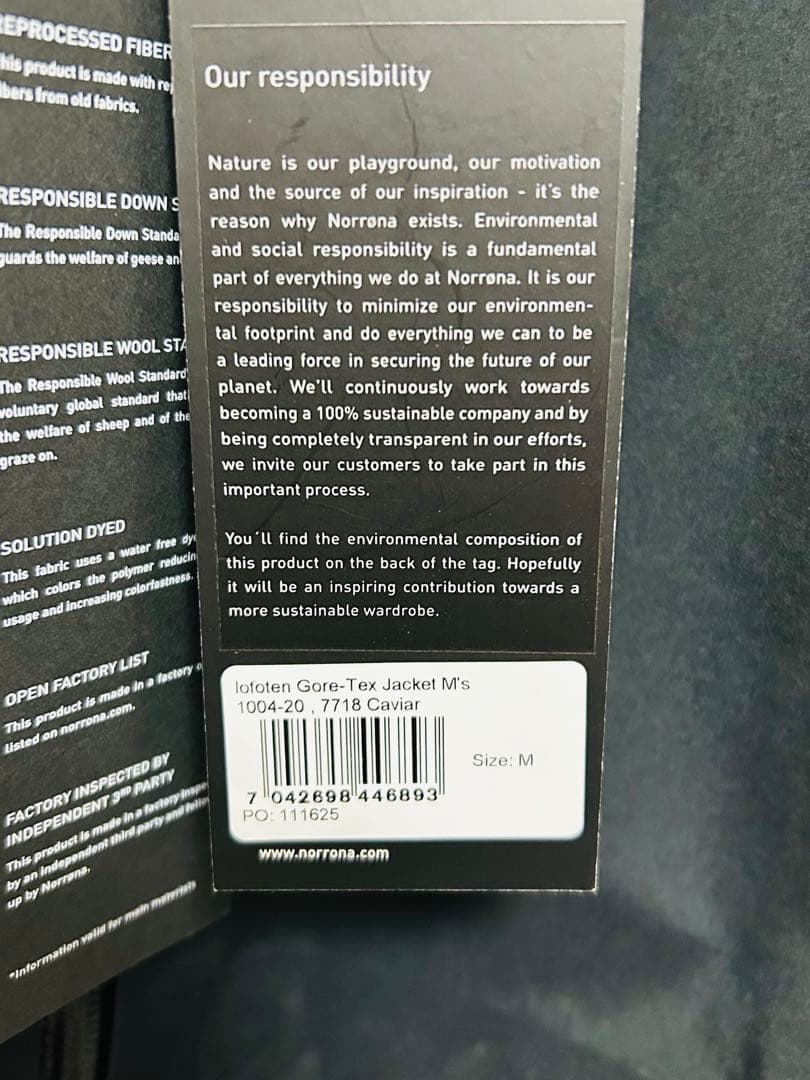 REPROCESSED FIBER
This product is made with
fibers from old fabrics.
RESPONSIBLE DOWN
The Responsible Down
guards the welfare of geese
RESPONSIBLE WOOL
The Responsible Wool Standard
voluntary global standard that
the welfare of sheep and of the
graze on.
SOLUTION DYED
This fabric uses a water free
which colors the polymer
usage and increasing colorfastness.
OPEN FACTORY LIST
This product is made in a factory
listed on norrona.com.
FACTORY INSPECTED BY
INDEPENDENT 3RD PARTY
This product is made in a factory
by an independent third party and
up by Norrøna.
*Information valid for main materials
Our responsibility
Nature is our playground, our motivation
and the source of our inspiration - it's the
reason why Norrøna exists. Environmental
and social responsibility is a fundamental
part of everything we do at Norrøna. It is our
responsibility to minimize our environmen-
tal footprint and do everything we can to be
a leading force in securing the future of our
planet. We'll continuously work towards
becoming a 100% sustainable company and by
being completely transparent in our efforts,
we invite our customers to take part in this
important process.
You´ll find the environmental composition of
this product on the back of the tag. Hopefully
it will be an inspiring contribution towards a
more sustainable wardrobe.
lofoten Gore-Tex Jacket M's
1004-20 , 7718 Caviar
Size: M
7 042698 446893
PO: 111625
www.norrona.com